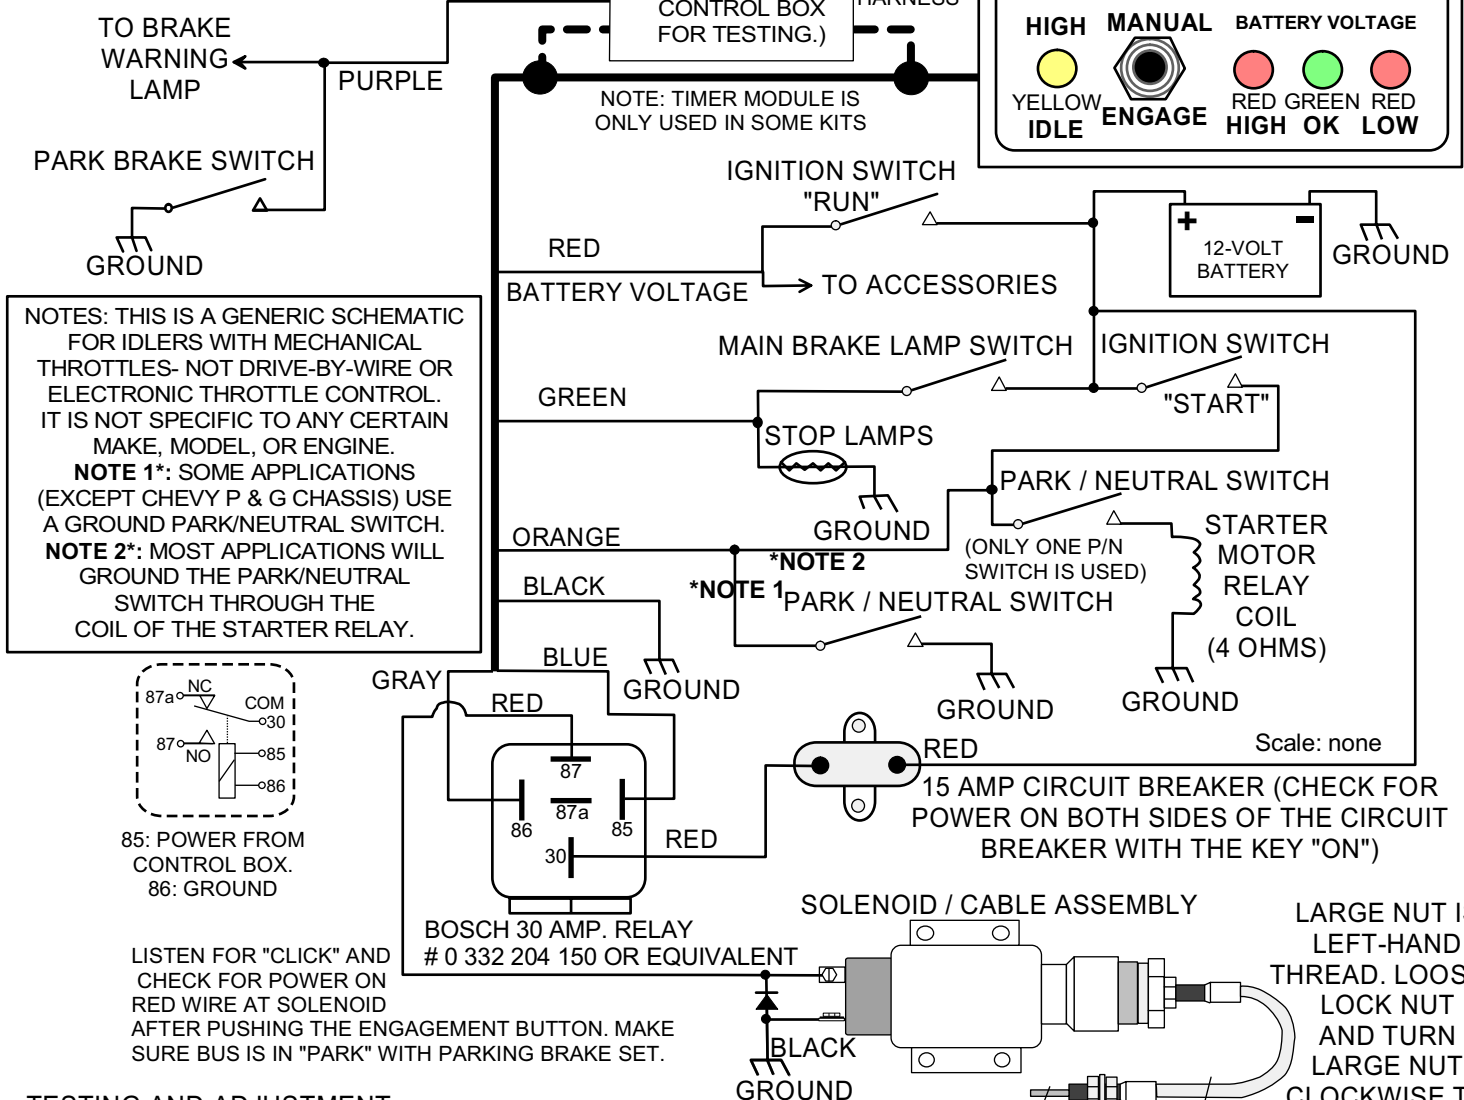 TO BRAKE
WARNING
LAMP
PURPLE
CONTROL BOX
FOR TESTING.)
HARNESS
NOTE: TIMER MODULE IS
ONLY USED IN SOME KITS
HIGH
MANUAL
BATTERY VOLTAGE
YELLOW
IDLE
ENGAGE
RED GREEN RED
HIGH OK LOW
PARK BRAKE SWITCH
GROUND
IGNITION SWITCH
"RUN"
RED
BATTERY VOLTAGE
TO ACCESSORIES
+ -
12-VOLT
BATTERY
GROUND
NOTES: THIS IS A GENERIC SCHEMATIC
FOR IDLERS WITH MECHANICAL
THROTTLES- NOT DRIVE-BY-WIRE OR
ELECTRONIC THROTTLE CONTROL.
IT IS NOT SPECIFIC TO ANY CERTAIN
MAKE, MODEL, OR ENGINE.
NOTE 1*: SOME APPLICATIONS
(EXCEPT CHEVY P & G CHASSIS) USE
A GROUND PARK/NEUTRAL SWITCH.
NOTE 2*: MOST APPLICATIONS WILL
GROUND THE PARK/NEUTRAL
SWITCH THROUGH THE
COIL OF THE STARTER RELAY.
MAIN BRAKE LAMP SWITCH
IGNITION SWITCH
"START"
GREEN
STOP LAMPS
GROUND
PARK / NEUTRAL SWITCH
(ONLY ONE P/N
SWITCH IS USED)
STARTER
MOTOR
RELAY
COIL
(4 OHMS)
GROUND
ORANGE
*NOTE 2
*NOTE 1
PARK / NEUTRAL SWITCH
GROUND
BLACK
GROUND
BLUE
GRAY
RED
87a
NC
COM
30
87
NO
85
86
85: POWER FROM
CONTROL BOX.
86: GROUND
87
87a
86
85
30
RED
RED
Scale: none
15 AMP CIRCUIT BREAKER (CHECK FOR
POWER ON BOTH SIDES OF THE CIRCUIT
BREAKER WITH THE KEY "ON")
BOSCH 30 AMP. RELAY
# 0 332 204 150 OR EQUIVALENT
SOLENOID / CABLE ASSEMBLY
LISTEN FOR "CLICK" AND
CHECK FOR POWER ON
RED WIRE AT SOLENOID
AFTER PUSHING THE ENGAGEMENT BUTTON. MAKE
SURE BUS IS IN "PARK" WITH PARKING BRAKE SET.
BLACK
GROUND
LARGE NUT
LEFT-HAND
THREAD.
LOCK NUT
AND TURN
LARGE NUT
CLOCKWISE
TESTING AND ADJUSTMENT